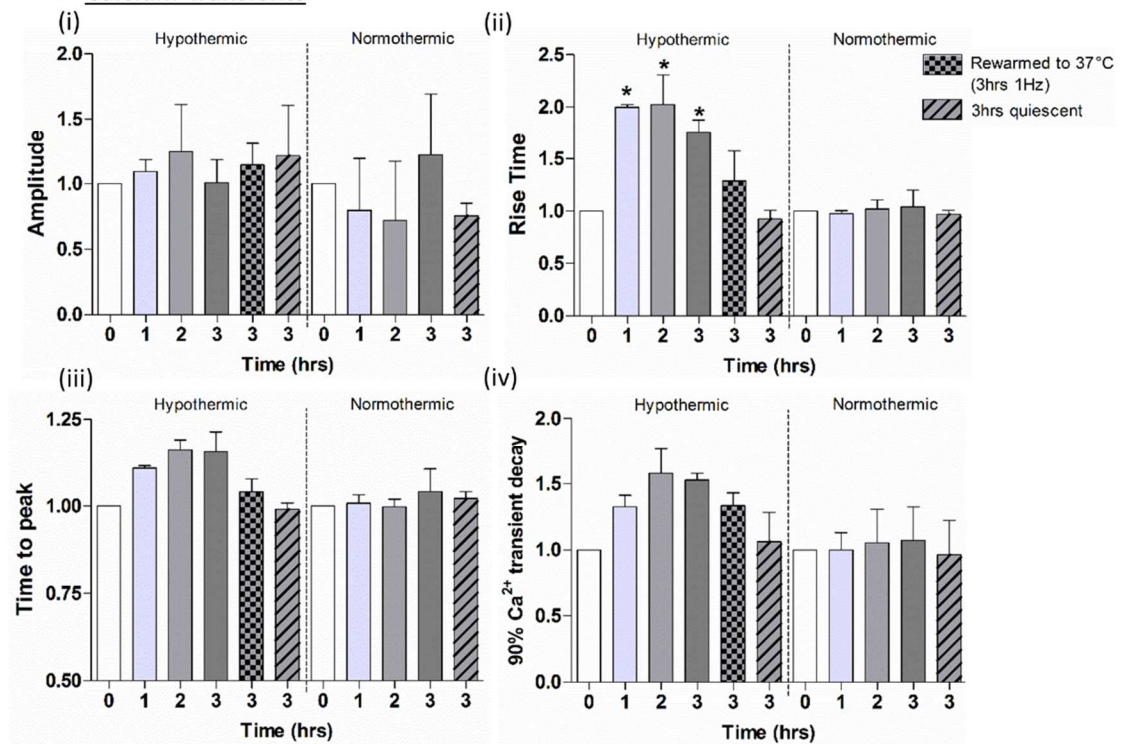 (i)
Hypothermic
Normothermic
2.0
1.5
1.0
0.5
0.0
Amplitude
0 1 2 3 3 3 0 1 2 3 3
Time (hrs)
(ii)
Hypothermic
Normothermic
2.5
2.0
1.5
1.0
0.5
0.0
Rise Time
* * *
0 1 2 3 3 3 0 1 2 3 3
Time (hrs)
Rewarmed to 37°C
(3hrs 1Hz)
3hrs quiescent
(iii)
Hypothermic
Normothermic
1.25
1.00
0.75
0.50
Time to peak
0 1 2 3 3 3 0 1 2 3 3
Time (hrs)
(iv)
Hypothermic
Normothermic
2.0
1.5
1.0
0.5
0.0
90% Ca²⁺ transient decay
0 1 2 3 3 3 0 1 2 3 3
Time (hrs)